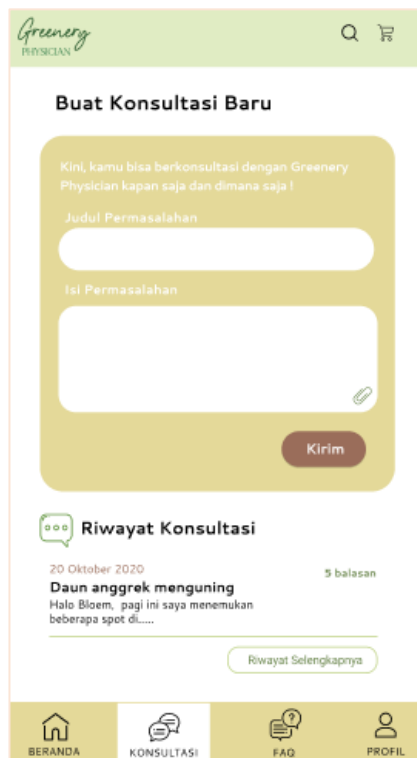 Greenery
PHYSICIAN
Buat Konsultasi Baru
Kini, kamu bisa berkonsultasi dengan Greenery
Physician kapan saja dan dimana saja !
Judul Permasalahan
Isi Permasalahan
Kirim
Riwayat Konsultasi
20 Oktober 2020
5 balasan
Daun anggrek menguning
Halo Bloem, pagi ini saya menemukan
beberapa spot di.....
Riwayat Selengkapnya
BERANDA
KONSULTASI
FAQ
PROFIL